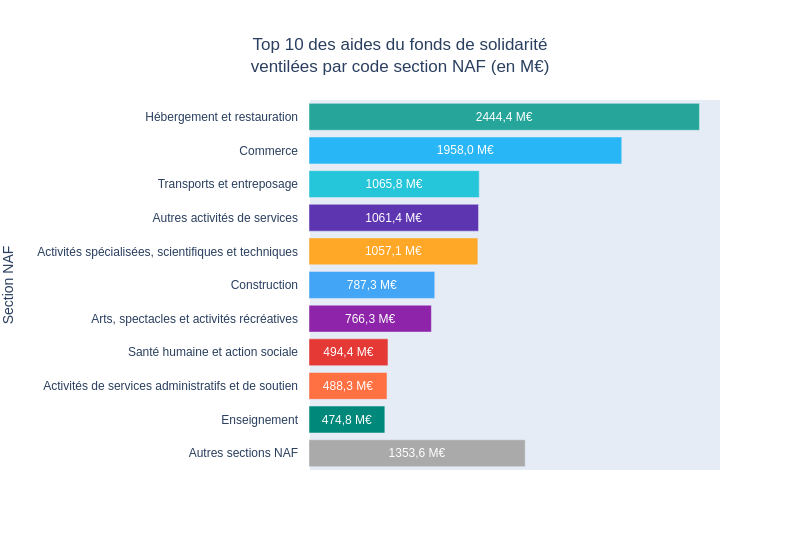 Top 10 des aides du fonds de solidarité
ventilées par code section NAF (en M€)
Section NAF
Hébergement et restauration 2444,4 M€
Commerce 1958,0 M€
Transports et entreposage 1065,8 M€
Autres activités de services 1061,4 M€
Activités spécialisées, scientifiques et techniques 1057,1 M€
Construction 787,3 M€
Arts, spectacles et activités récréatives 766,3 M€
Santé humaine et action sociale 494,4 M€
Activités de services administratifs et de soutien 488,3 M€
Enseignement 474,8 M€
Autres sections NAF 1353,6 M€